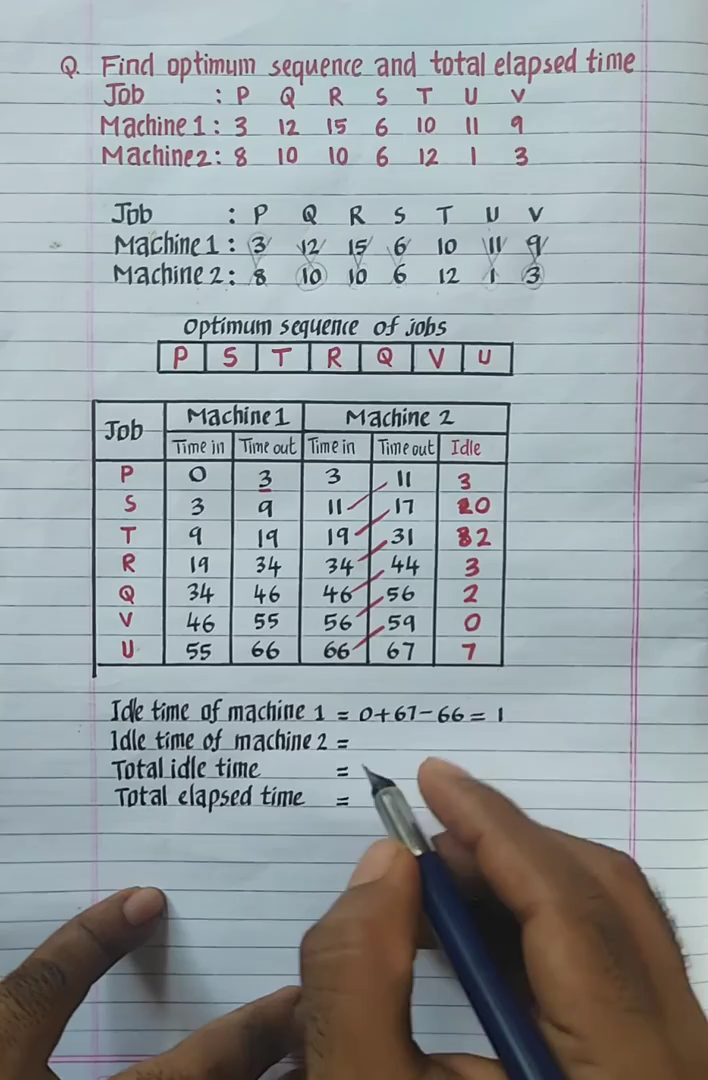 Q. Find optimum sequence and total elapsed time
Job : P Q R S T U V
Machine 1 : 3 12 15 6 10 11 9
Machine2 : 8 10 10 6 12 1 3
Job : P Q R S T U V
Machine 1 : 3 12 15 6 10 11 9
Machine 2 : 8 10 10 6 12 1 3
Optimum sequence of jobs
P S T R Q V U
Job Machine 1 Machine 2
Time in Time out Time in Time out Idle
P 0 3 3 11 3
S 3 9 11 17 0
T 9 19 19 31 2
R 19 34 34 44 3
Q 34 46 46 56 2
V 46 55 56 59 0
U 55 66 66 67 7
Idle time of machine 1 = 0+67-66 = 1
Idle time of machine 2 =
Total idle time =
Total elapsed time =